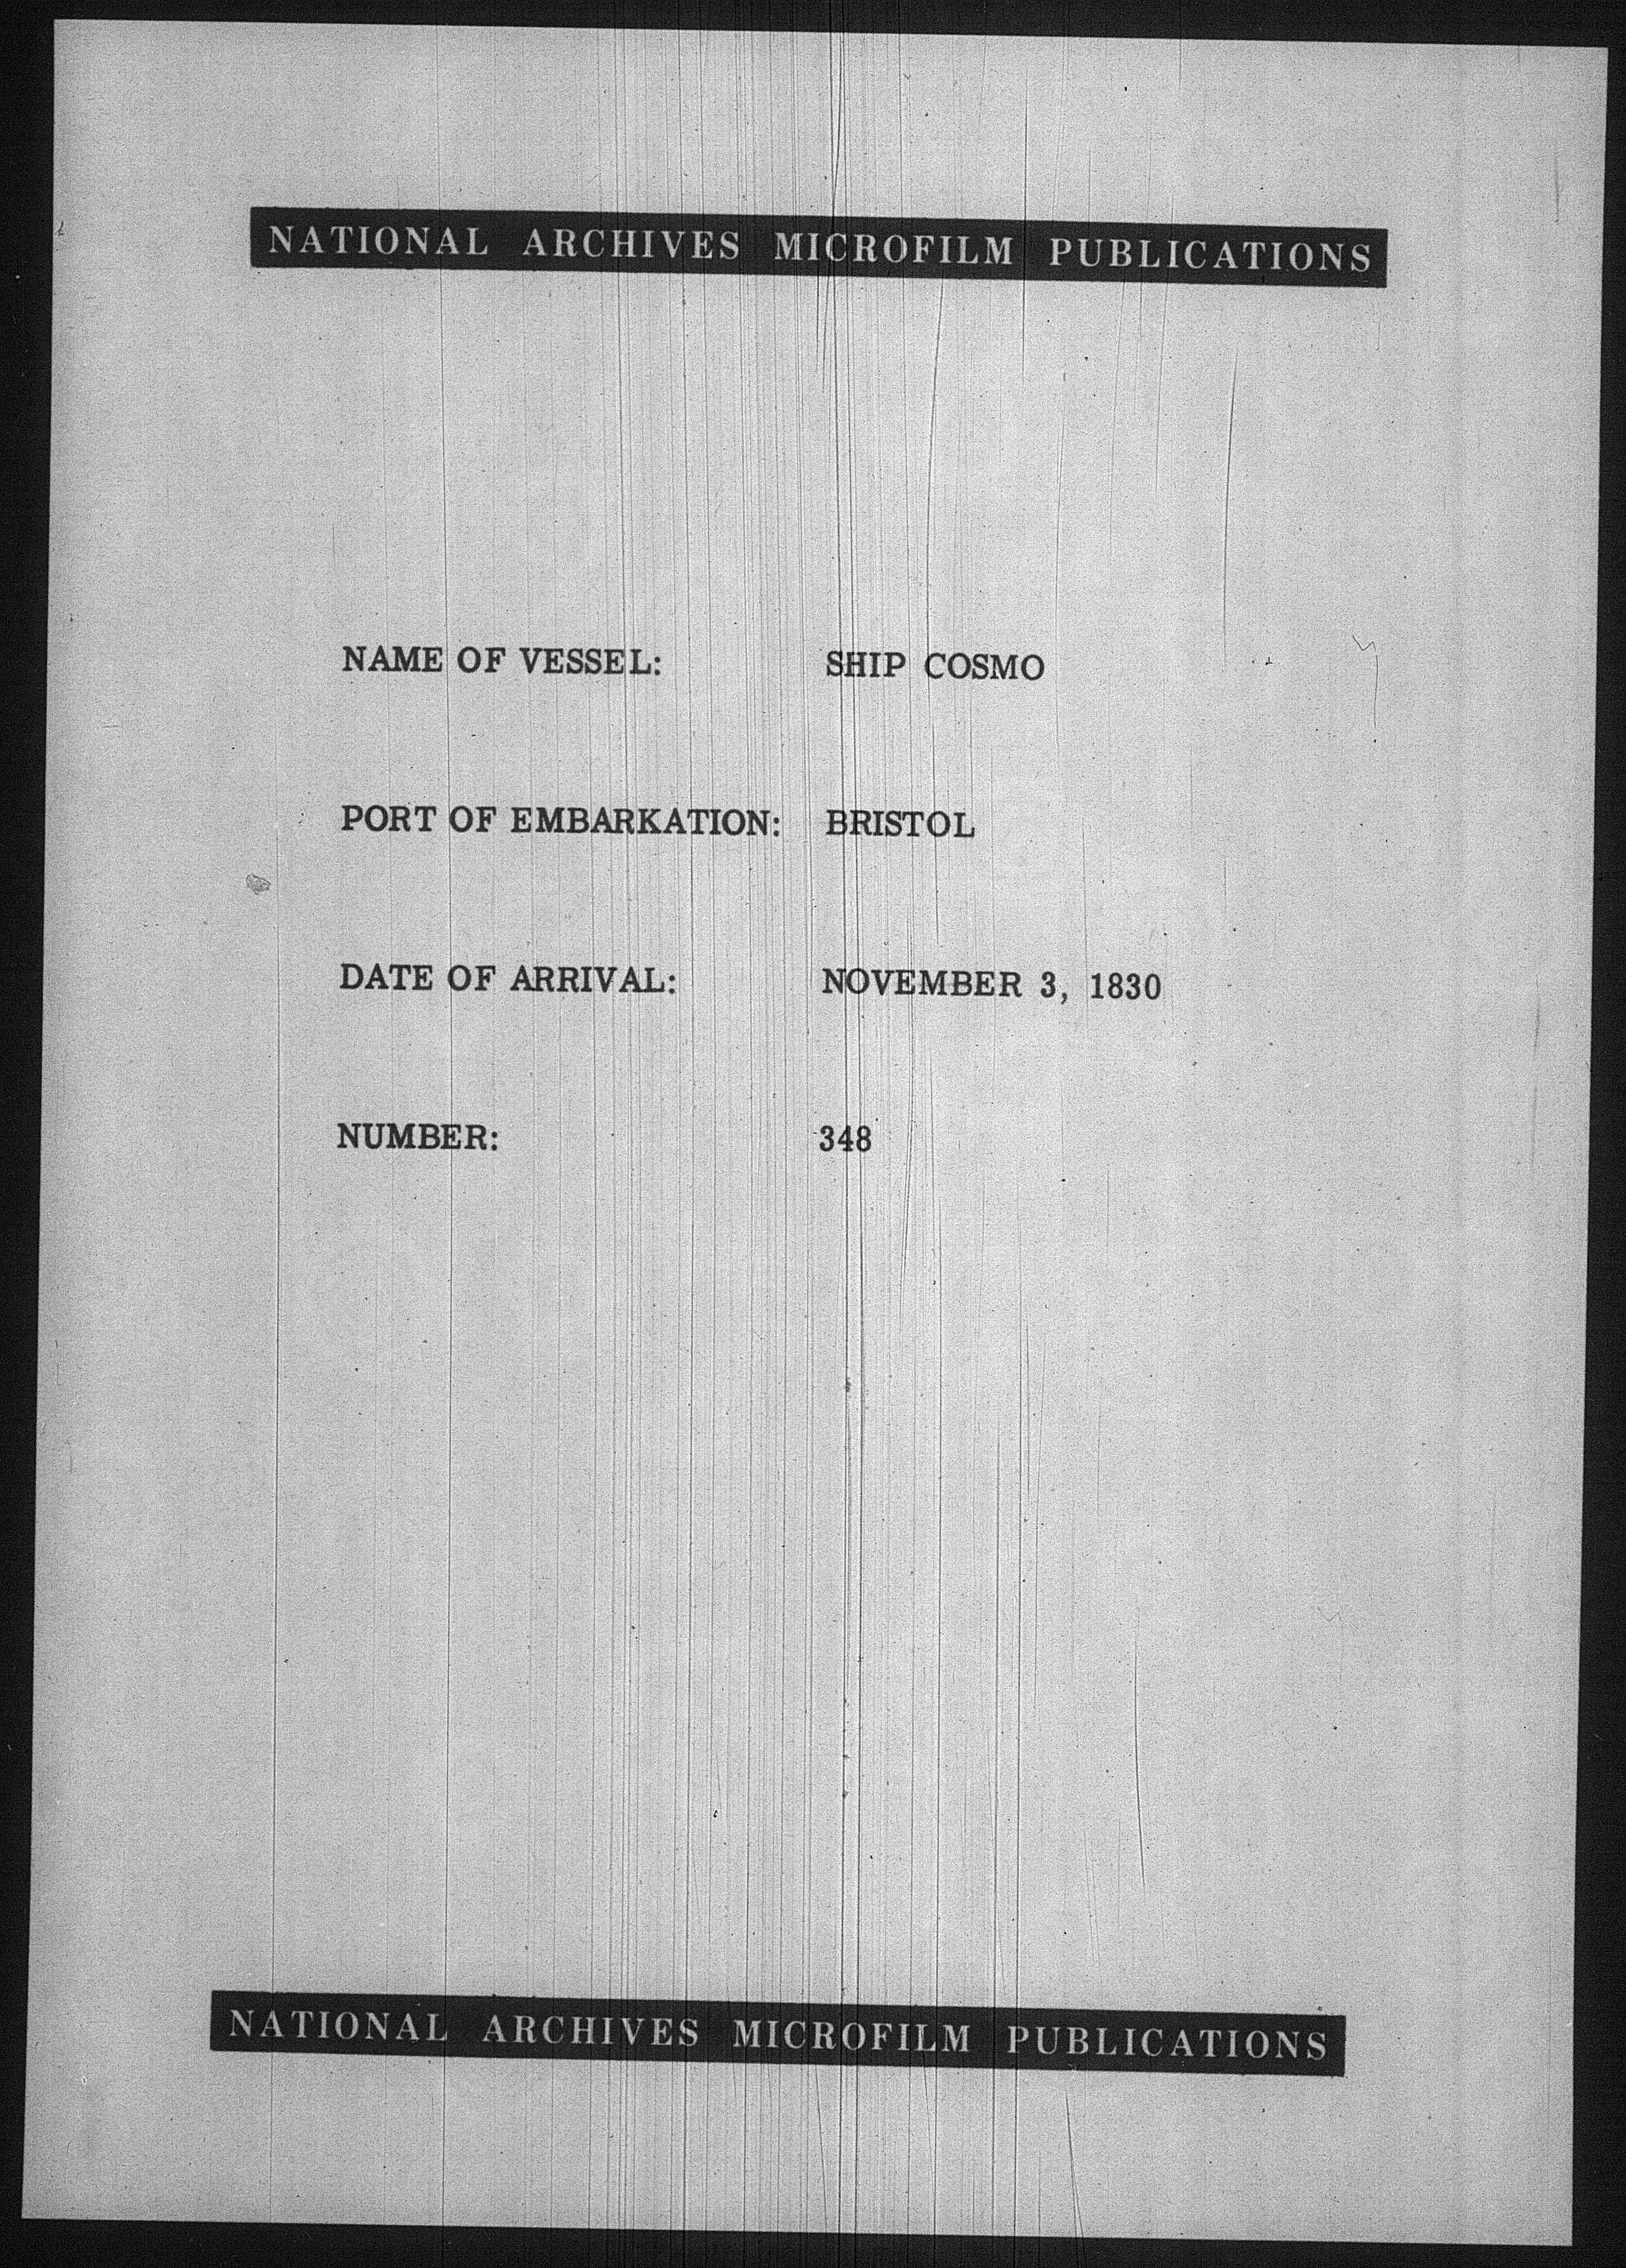 NATIONAL ARCHIVES MICROFILM PUBLICATIONS
NAME OF VESSEL: SHIP COSMO
PORT OF EMBARKATION: BRISTOL
DATE OF ARRIVAL: NOVEMBER 3, 1830
NUMBER: 348
NATIONAL ARCHIVES MICROFILM PUBLICATIONS